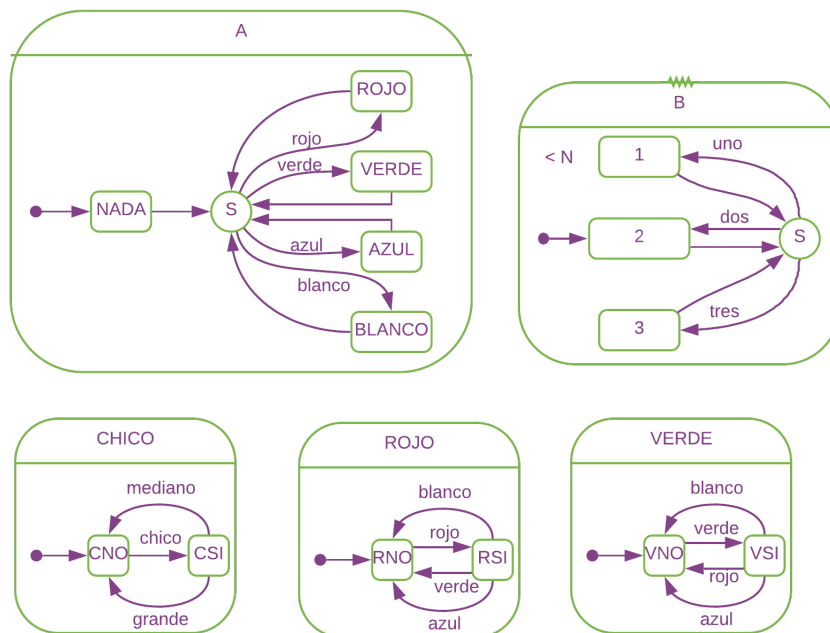 A
ROJO
rojo
verde
VERDE
NADA
S
azul
AZUL
blanco
BLANCO
B
< N
1
uno
dos
2
S
tres
3
CHICO
mediano
chico
CNO
CSI
grande
ROJO
blanco
rojo
RNO
RSI
verde
azul
VERDE
blanco
verde
VNO
VSI
rojo
azul